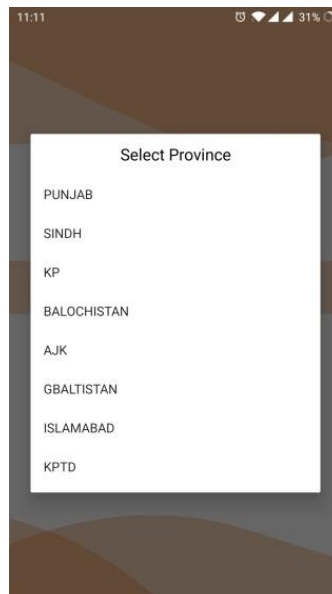 11:11 31%
Select Province
PUNJAB
SINDH
KP
BALOCHISTAN
AJK
GBALTISTAN
ISLAMABAD
KPTD